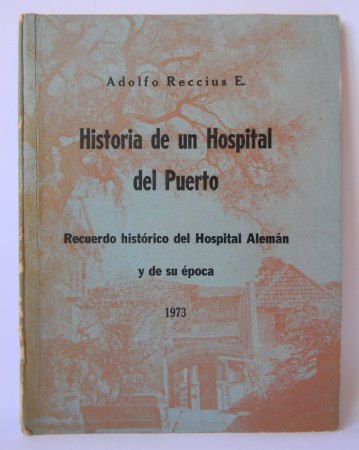 Adolfo Reccius E.
Historia de un Hospital
del Puerto
Recuerdo histórico del Hospital Alemán
y de su época
1973